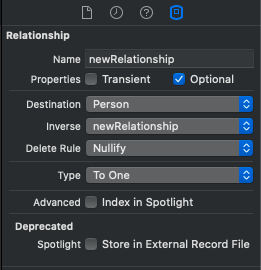 Relationship
Name newRelationship
Properties Transient Optional
Destination Person
Inverse newRelationship
Delete Rule Nullify
Type To One
Advanced Index in Spotlight
Deprecated
Spotlight Store in External Record File